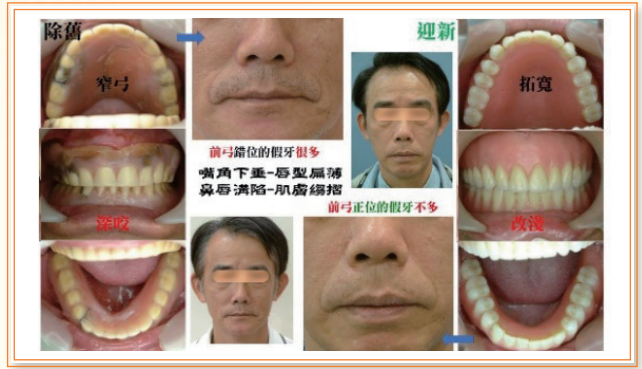 除舊
迎新
窄弓
拓寬
前弓錯位的假牙很多
嘴角下垂-唇型扁薄
鼻唇溝陷-肌膚縐摺
前弓正位的假牙不多
深咬
改淺